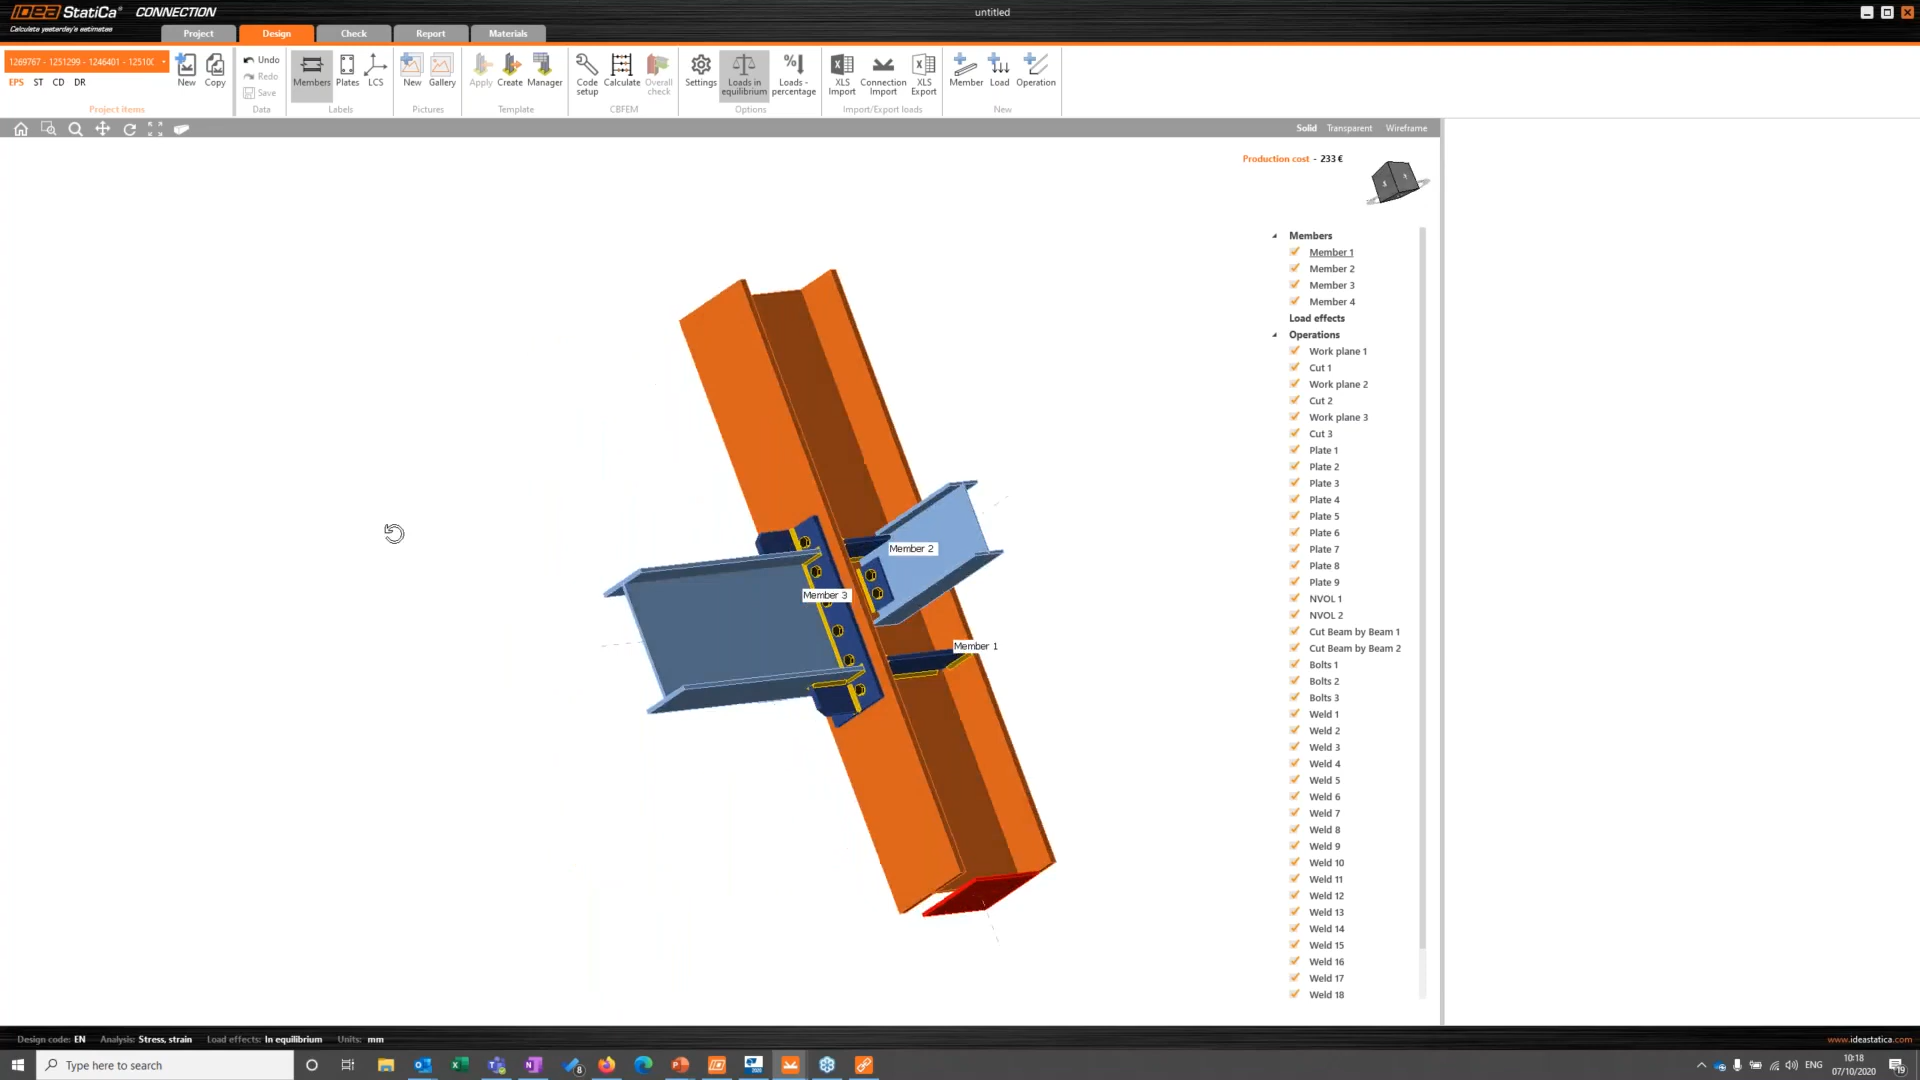 IDEA StatiCa® CONNECTION
Calculate yesterday's estimates
untitled
Project
Design
Check
Report
Materials
1269767 - 1251299 - 1246401 - 12510(
EPS ST CD DR
Project items
New
Copy
Undo
Redo
Save
Data
Members
Plates
LCS
Labels
New
Gallery
Pictures
Apply
Create
Manager
Template
Code setup
Calculate
Overall check
CBFEM
Settings
Loads in equilibrium
Loads - percentage
Options
XLS Import
Connection Import
XLS Export
Import/Export loads
Member
Load
Operation
New
Solid Transparent Wireframe
Production cost - 233 €
Member 2
Member 3
Member 1
Members
Member 1
Member 2
Member 3
Member 4
Load effects
Operations
Work plane 1
Cut 1
Work plane 2
Cut 2
Work plane 3
Cut 3
Plate 1
Plate 2
Plate 3
Plate 4
Plate 5
Plate 6
Plate 7
Plate 8
Plate 9
NVOL 1
NVOL 2
Cut Beam by Beam 1
Cut Beam by Beam 2
Bolts 1
Bolts 2
Bolts 3
Weld 1
Weld 2
Weld 3
Weld 4
Weld 5
Weld 6
Weld 7
Weld 8
Weld 9
Weld 10
Weld 11
Weld 12
Weld 13
Weld 14
Weld 15
Weld 16
Weld 17
Weld 18
Design code: EN Analysis: Stress, strain Load effects: In equilibrium Units: mm
www.ideastatica.com
Type here to search
8
ENG
10:18
07/10/2020
19